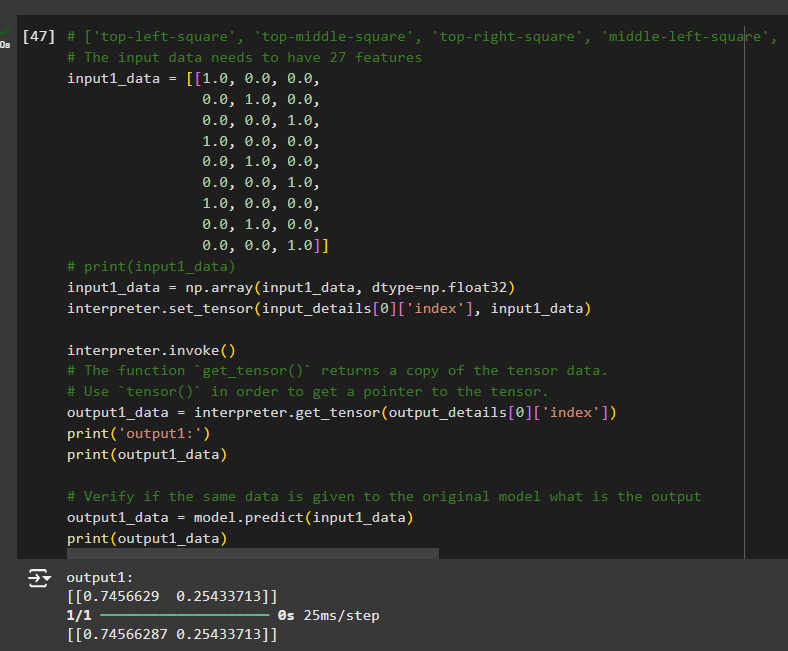 [47] # ['top-left-square', 'top-middle-square', 'top-right-square', 'middle-left-square',
0s
# The input data needs to have 27 features
input1_data = [[1.0, 0.0, 0.0,
0.0, 1.0, 0.0,
0.0, 0.0, 1.0,
1.0, 0.0, 0.0,
0.0, 1.0, 0.0,
0.0, 0.0, 1.0,
1.0, 0.0, 0.0,
0.0, 1.0, 0.0,
0.0, 0.0, 1.0]]
# print(input1_data)
input1_data = np.array(input1_data, dtype=np.float32)
interpreter.set_tensor(input_details[0]['index'], input1_data)
interpreter.invoke()
# The function `get_tensor()` returns a copy of the tensor data.
# Use `tensor()` in order to get a pointer to the tensor.
output1_data = interpreter.get_tensor(output_details[0]['index'])
print('output1:')
print(output1_data)
# Verify if the same data is given to the original model what is the output
output1_data = model.predict(input1_data)
print(output1_data)
output1:
[[0.7456629  0.25433713]]
1/1 0s 25ms/step
[[0.74566287 0.25433713]]